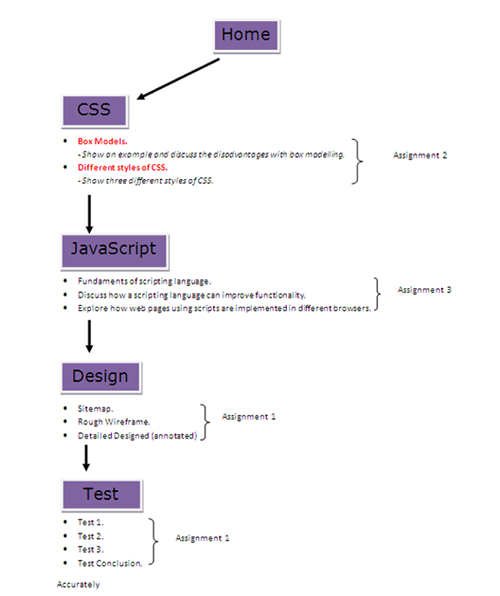 Home
CSS
• Box Models.
- Show an example and discuss the disadvantages with box modelling.
• Different styles of CSS.
- Show three different styles of CSS.
Assignment 2
JavaScript
• Fundaments of scripting language.
• Discuss how a scripting language can improve functionality.
• Explore how web pages using scripts are implemented in different browsers.
Assignment 3
Design
• Sitemap.
• Rough Wireframe.
• Detailed Designed (annotated)
Assignment 1
Test
• Test 1.
• Test 2.
• Test 3.
• Test Conclusion.
Assignment 1
Accurately